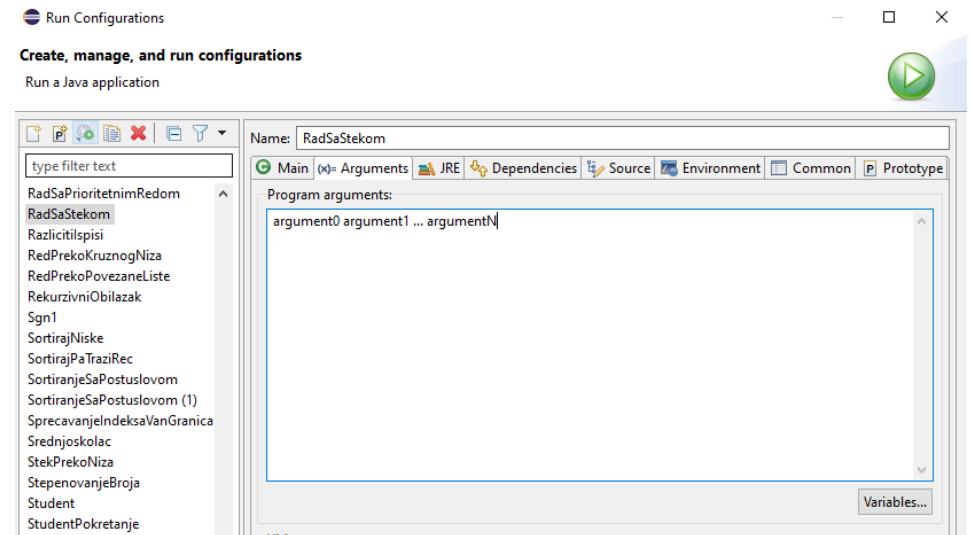 Run Configurations
Create, manage, and run configurations
Run a Java application
type filter text
RadSaPrioritetnimRedom
RadSaStekom
RazlicitiIspisi
RedPrekoKruznogNiza
RedPrekoPovezaneListe
RekurzivniObilazak
Sgn1
SortirajNiske
SortirajPaTraziRec
SortiranjeSaPostuslovom
SortiranjeSaPostuslovom (1)
SprecavanjeIndeksaVanGranica
Srednjoskolac
StekPrekoNiza
StepenovanjeBroja
Student
StudentPokretanje
Name: RadSaStekom
Main (x)= Arguments JRE Dependencies Source Environment Common P Prototype
Program arguments:
argument0 argument1 ... argumentN
Variables...